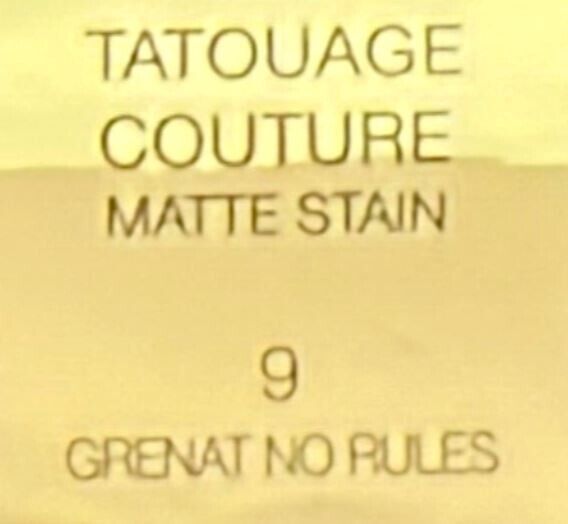 TATOUAGE
COUTURE
MATTE STAIN
9
GRENAT NO RULES